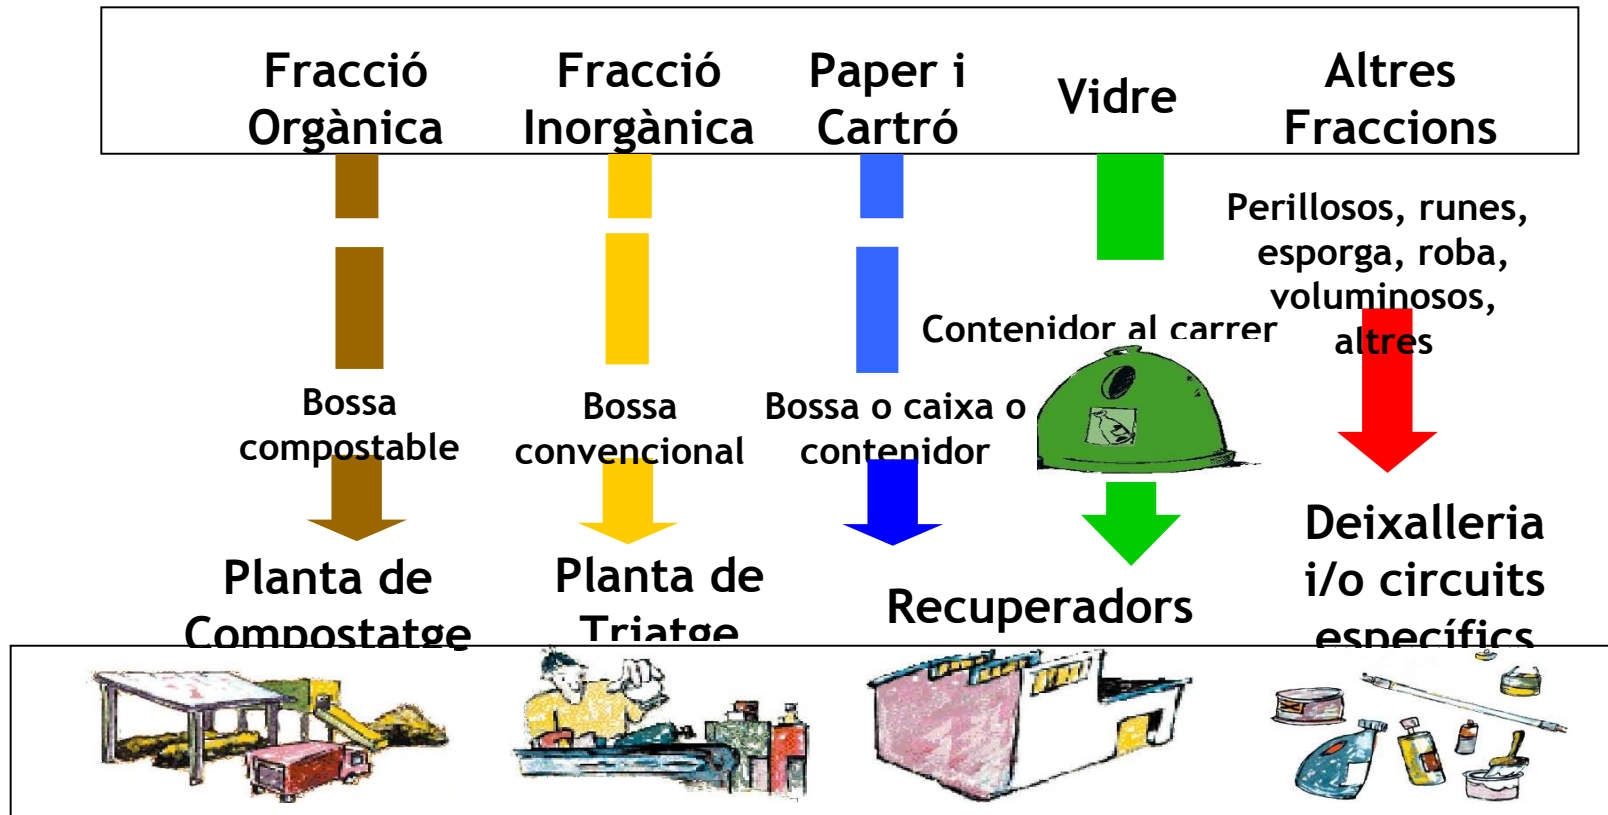 Fracció
Orgànica
Fracció
Inorgànica
Paper i
Cartró
Vidre
Altres
Fraccions
Perillosos, runes,
esporga, roba,
voluminosos,
altres
Contenidor al carrer
Bossa
compostable
Bossa
convencional
Bossa o caixa o
contenidor
Planta de
Compostatge
Planta de
Triatge
Recuperadors
Deixalleria
i/o circuits
específics